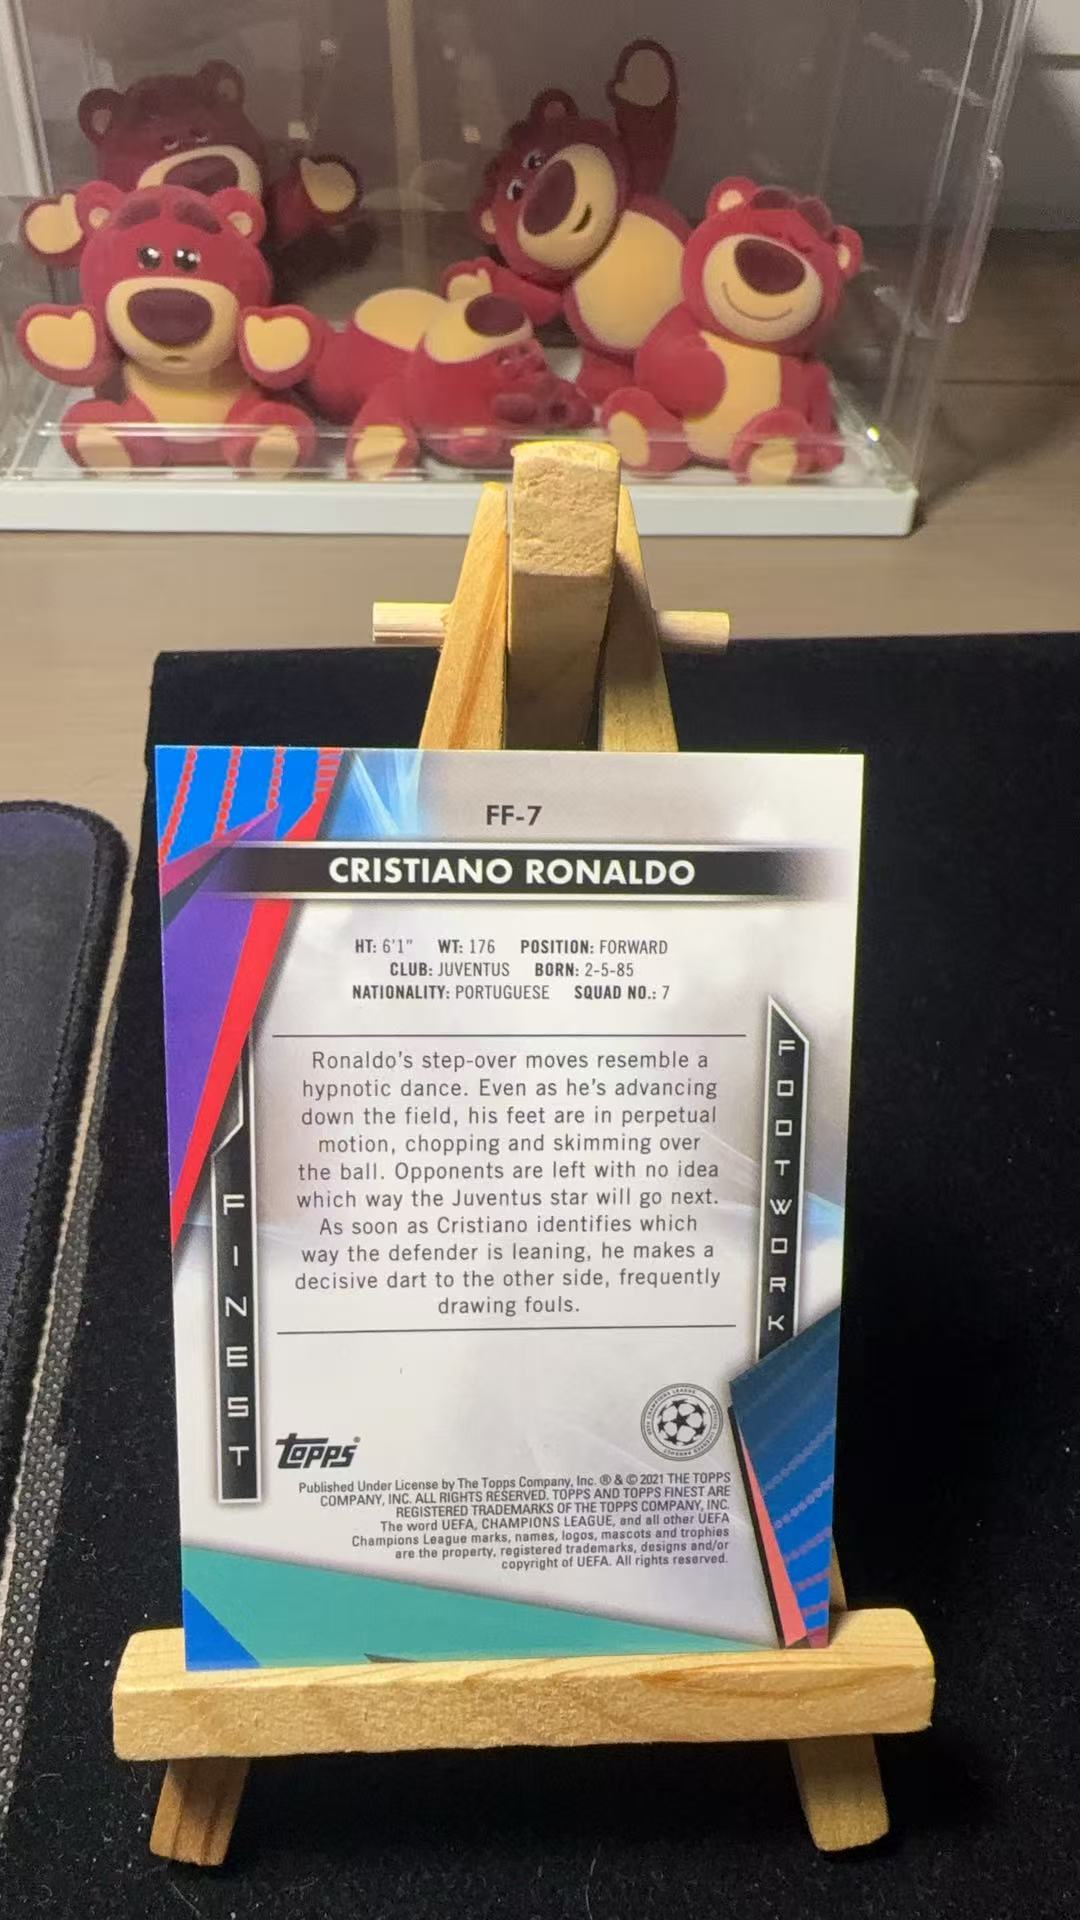 FF-7
CRISTIANO RONALDO
HT: 6'1" WT: 176 POSITION: FORWARD
CLUB: JUVENTUS BORN: 2-5-85
NATIONALITY: PORTUGUESE SQUAD NO.: 7
Ronaldo's step-over moves resemble a
hypnotic dance. Even as he's advancing
down the field, his feet are in perpetual
motion, chopping and skimming over
the ball. Opponents are left with no idea
which way the Juventus star will go next.
As soon as Cristiano identifies which
way the defender is leaning, he makes a
decisive dart to the other side, frequently
drawing fouls.
FINEST
FOOTWORK
Topps®
Published Under License by The Topps Company, Inc. ® & © 2021 THE TOPPS
COMPANY, INC. ALL RIGHTS RESERVED. TOPPS AND TOPPS FINEST ARE
REGISTERED TRADEMARKS OF THE TOPPS COMPANY, INC.
The word UEFA, CHAMPIONS LEAGUE, and all other UEFA
Champions League marks, names, logos, mascots and trophies
are the property, registered trademarks, designs and/or
copyright of UEFA. All rights reserved.